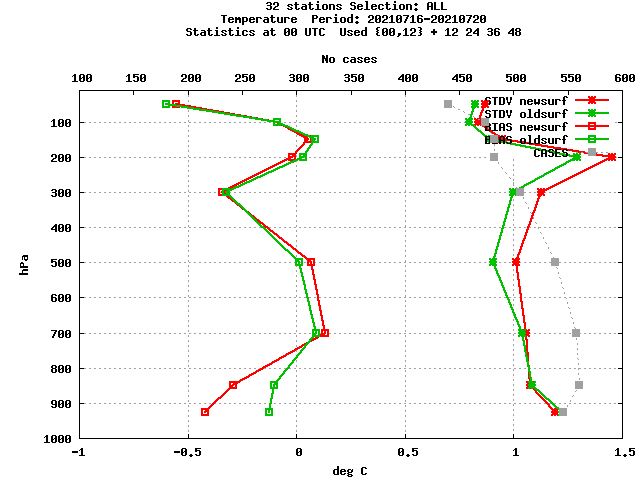 32 stations Selection: ALL
Temperature  Period: 20210716-20210720
Statistics at 00 UTC  Used {00,12} + 12 24 36 48
No cases
100 150 200 250 300 350 400 450 500 550 600
STDV newsurf
STDV oldsurf
BIAS newsurf
BIAS oldsurf
CASES
100
200
300
400
500
600
700
800
900
1000
hPa
-1 -0.5 0 0.5 1 1.5
deg C